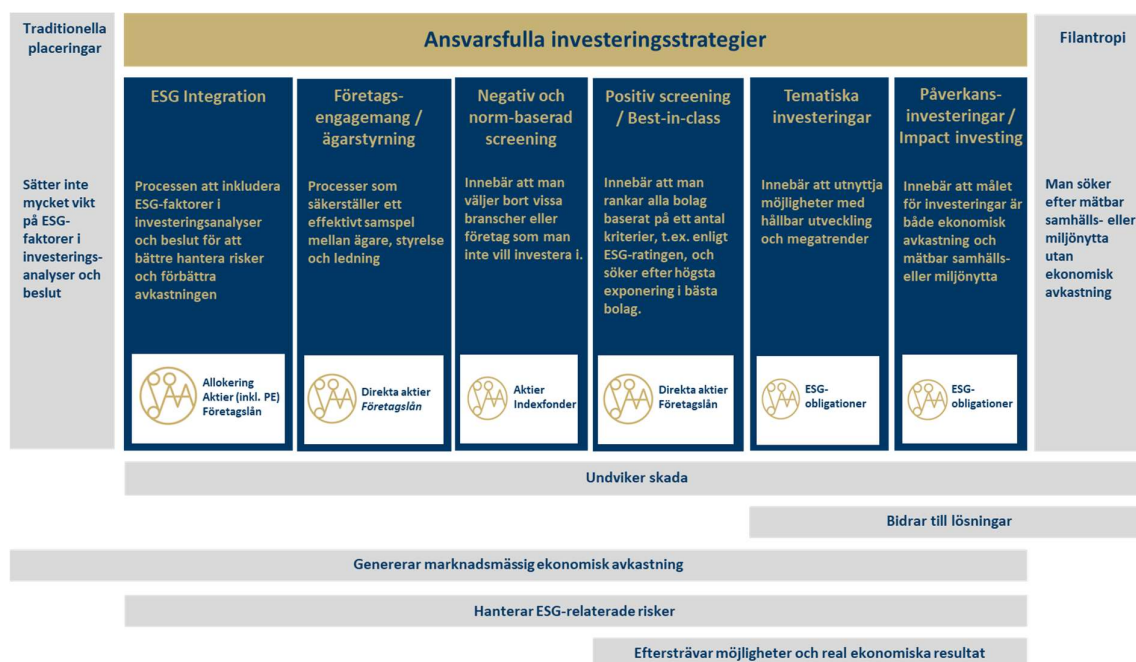 Traditionella
placeringar
Ansvarsfulla investeringsstrategier
Filantropi
ESG Integration
Företags-
engagemang /
ägarstyrning
Negativ och
norm-baserad
screening
Positiv screening
/ Best-in-class
Tematiska
investeringar
Påverkans-
investeringar /
Impact investing
Sätter inte
mycket vikt
på ESG-
faktorer i
investerings-
analyser och
beslut
Processen att inkludera
ESG-faktorer i
investeringsanalyser
och beslut för att
bättre hantera risker
och förbättra
avkastningen
Processer som
säkerställer ett
effektivt samspel
mellan ägare, styrelse
och ledning
Innebär att man
väljer bort vissa
branscher eller
företag som man
inte vill investera i.
Innebär att man
rankar alla bolag
baserat på ett antal
kriterier, t.ex. enligt
ESG-ratingen, och
söker efter högsta
exponering i bästa
bolag.
Innebär att utnyttja
möjligheter med
hållbar utveckling
och megatrender
Innebär att målet
för investeringar är
både ekonomisk
avkastning och
mätbar samhälls-
eller miljönytta
Man söker
efter mätbar
samhälls- eller
miljönytta
utan
ekonomisk
avkastning
Allokering
Aktier (inkl. PE)
Företagslån
Direkta aktier
Företagslån
Aktier
Indexfonder
Direkta aktier
Företagslån
ESG-
obligationer
ESG-
obligationer
Undviker skada
Bidrar till lösningar
Genererar marknadsmässig ekonomisk avkastning
Hanterar ESG-relaterade risker
Eftersträvar möjligheter och real ekonomiska resultat